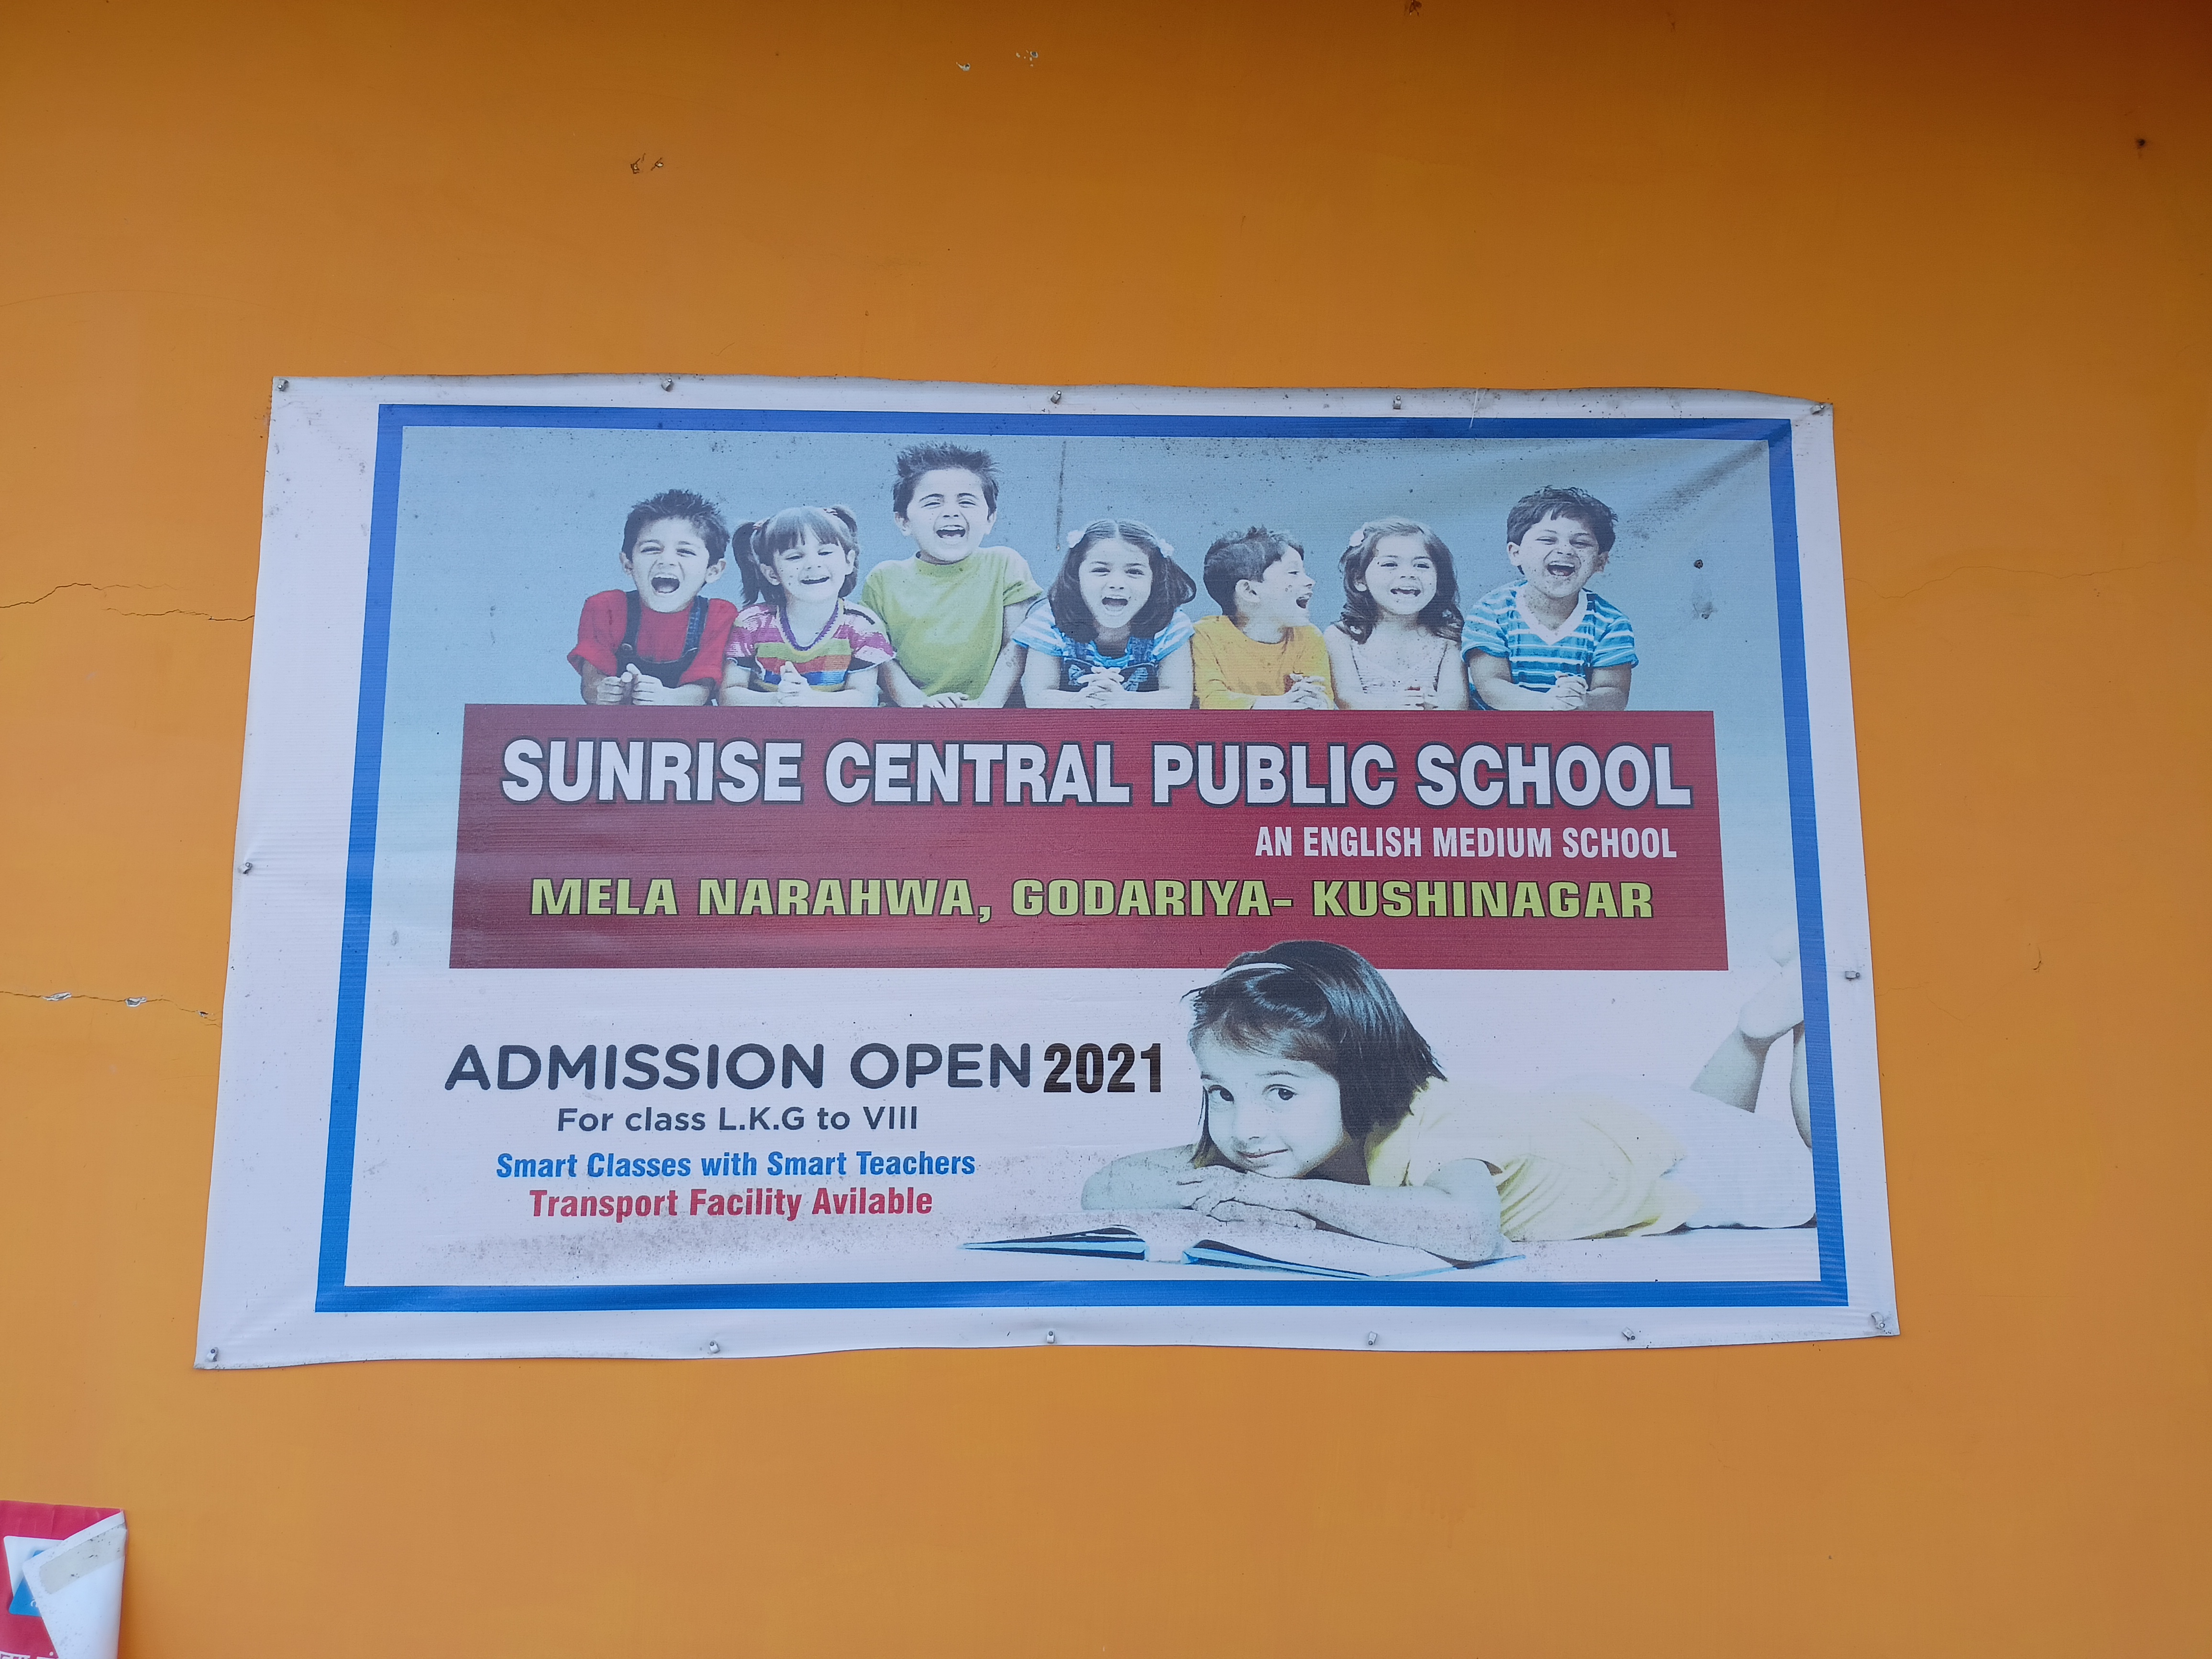 SUNRISE CENTRAL PUBLIC SCHOOL
AN ENGLISH MEDIUM SCHOOL
MELA NARAHWA, GODARIYA- KUSHINAGAR
ADMISSION OPEN 2021
For class L.K.G to VIII
Smart Classes with Smart Teachers
Transport Facility Avilable